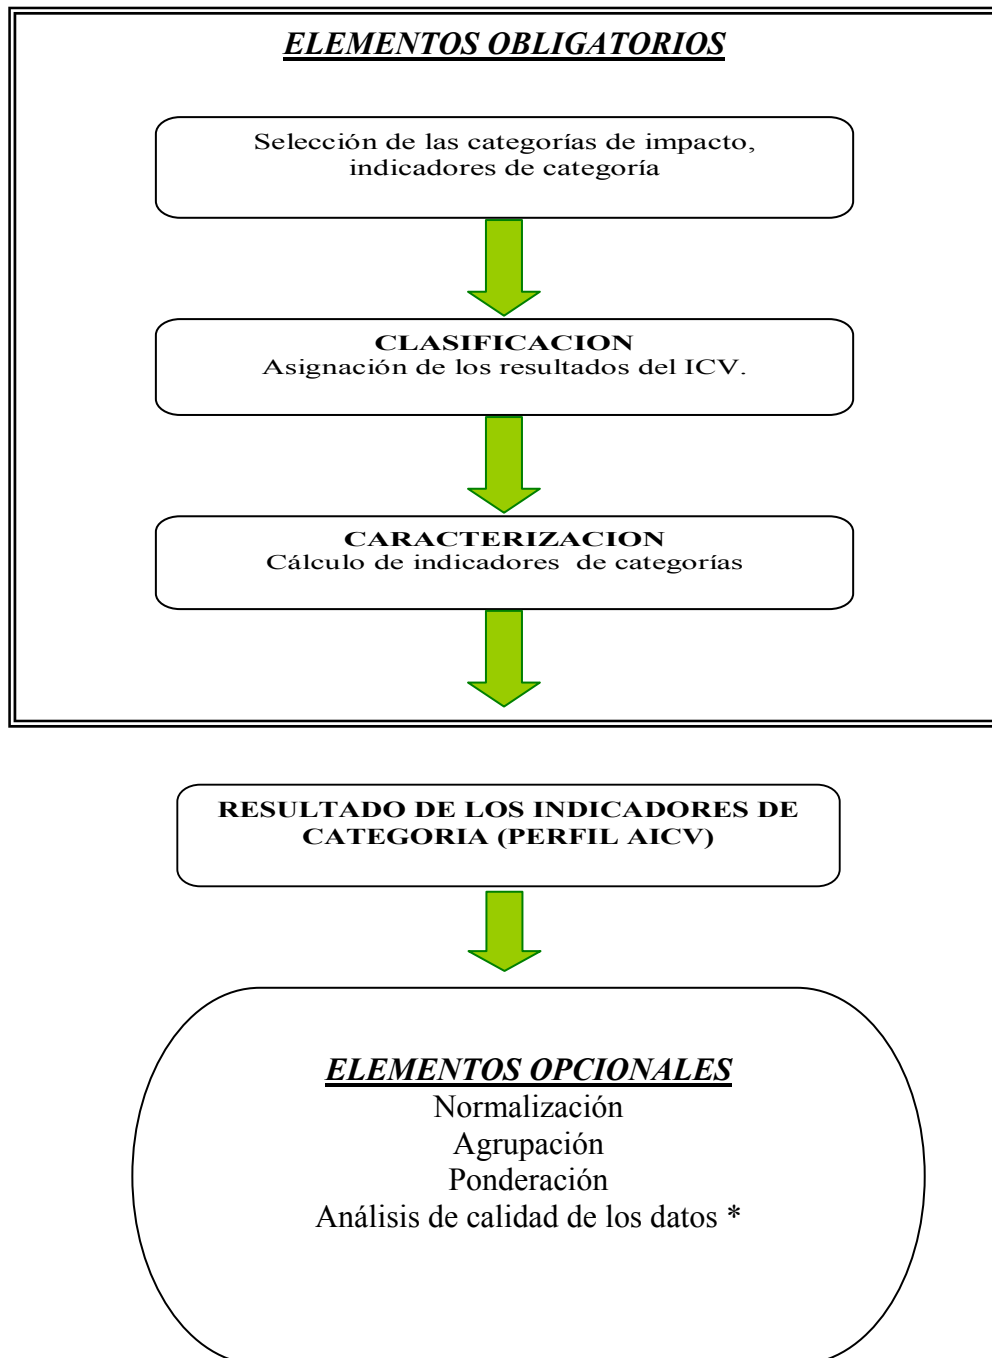 ELEMENTOS OBLIGATORIOS
Selección de las categorías de impacto,
indicadores de categoría
CLASIFICACION
Asignación de los resultados del ICV.
CARACTERIZACION
Cálculo de indicadores  de categorías
RESULTADO DE LOS INDICADORES DE
CATEGORIA (PERFIL AICV)
ELEMENTOS OPCIONALES
Normalización
Agrupación
Ponderación
Análisis de calidad de los datos *